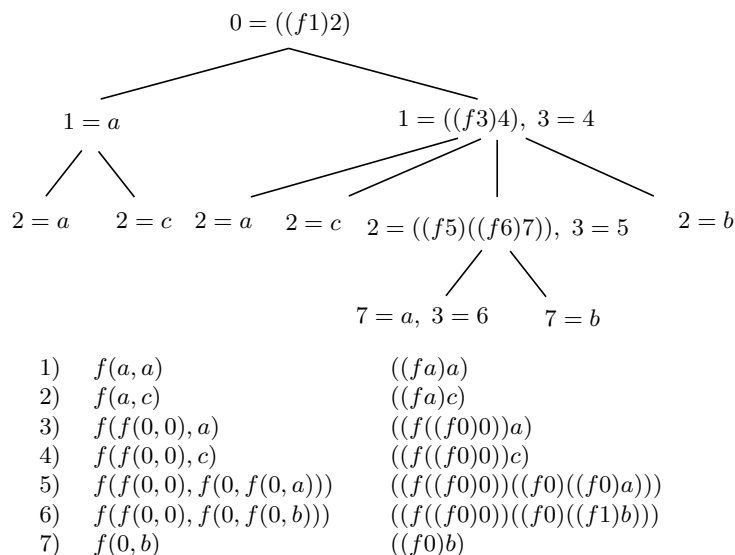 0 = ((f1)2)
1 = a
1 = ((f3)4), 3 = 4
2 = a 2 = c 2 = a 2 = c 2 = ((f5)((f6)7)), 3 = 5 2 = b
7 = a, 3 = 6 7 = b
1) f(a, a) ((fa)a)
2) f(a, c) ((fa)c)
3) f(f(0, 0), a) ((f((f0)0))a)
4) f(f(0, 0), c) ((f((f0)0))c)
5) f(f(0, 0), f(0, f(0, a))) ((f((f0)0))((f0)((f0)a)))
6) f(f(0, 0), f(0, f(0, b))) ((f((f0)0))((f0)((f1)b)))
7) f(0, b) ((f0)b)